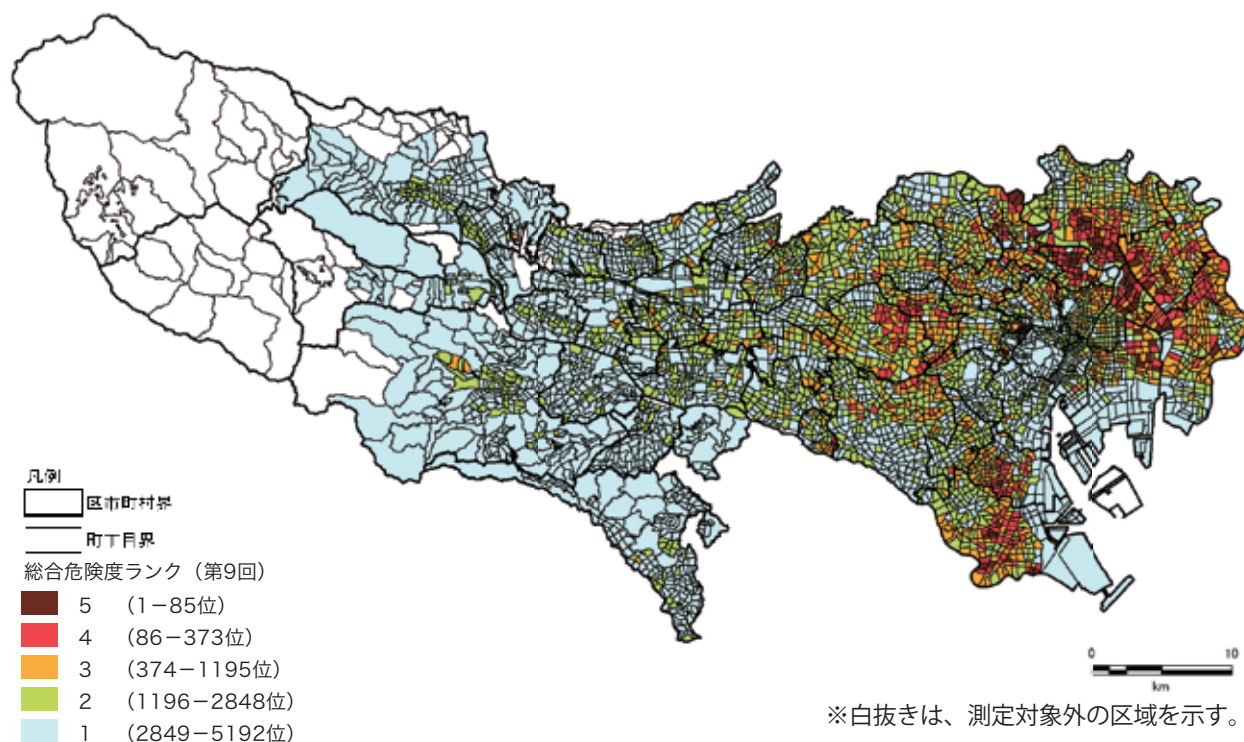 凡例
区市町村界
町丁目界
総合危険度ランク（第9回）
5 （1－85位）
4 （86－373位）
3 （374－1195位）
2 （1196－2848位）
1 （2849－5192位）
0 10
km
※白抜きは、測定対象外の区域を示す。